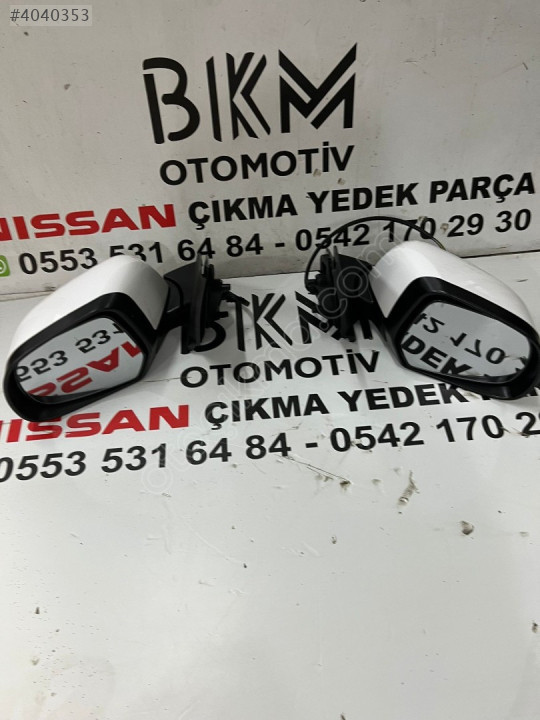 #4040353
BKM
OTOMOTİV
NISSAN ÇIKMA YEDEK PARÇA
0553 531 64 84 - 0542 170 29 30
BKM
OTOMOTİV
NISSAN ÇIKMA YEDEK
0553 531 64 84 - 0542 170 2